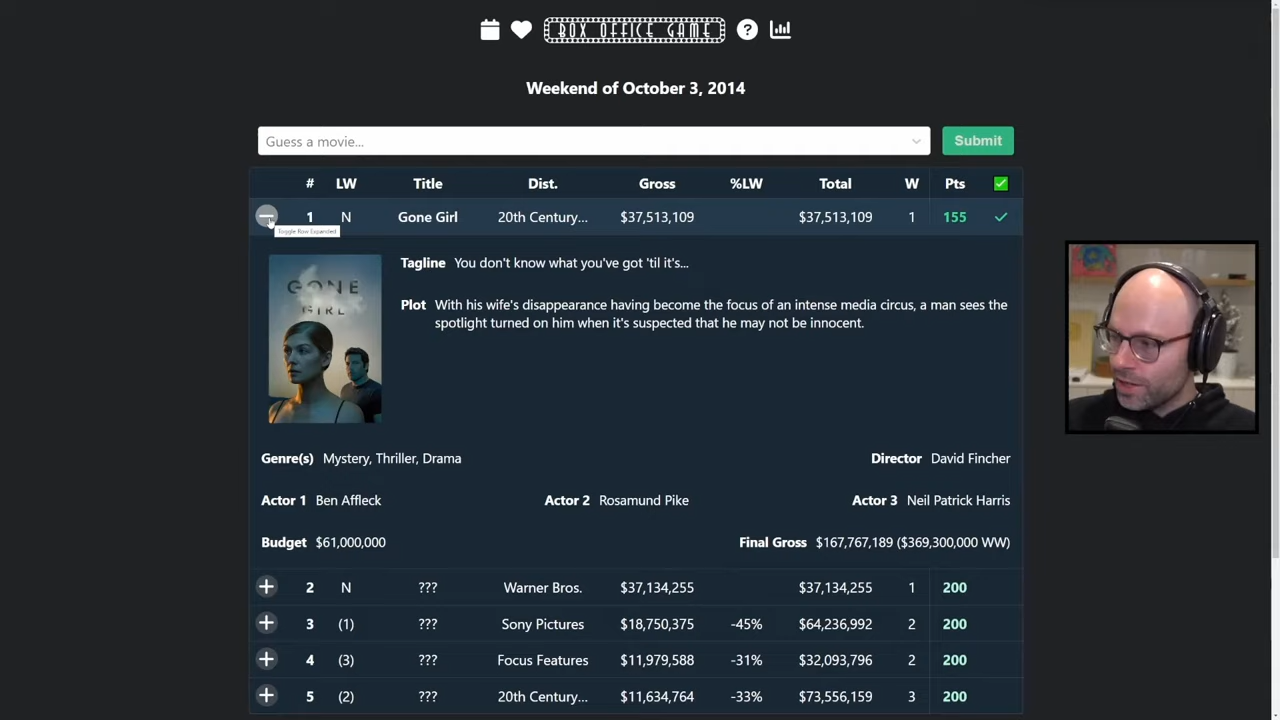 BOX OFFICE GAME
?
Weekend of October 3, 2014
Guess a movie...
Submit
# LW Title Dist. Gross %LW Total W Pts
1 N Gone Girl 20th Century... $37,513,109 $37,513,109 1 155
Toggle Row Expanded
GONE
GIRL
Tagline You don't know what you've got 'til it's...
Plot With his wife's disappearance having become the focus of an intense media circus, a man sees the
spotlight turned on him when it's suspected that he may not be innocent.
Genre(s) Mystery, Thriller, Drama Director David Fincher
Actor 1 Ben Affleck Actor 2 Rosamund Pike Actor 3 Neil Patrick Harris
Budget $61,000,000 Final Gross $167,767,189 ($369,300,000 WW)
2 N ??? Warner Bros. $37,134,255 $37,134,255 1 200
3 (1) ??? Sony Pictures $18,750,375 -45% $64,236,992 2 200
4 (3) ??? Focus Features $11,979,588 -31% $32,093,796 2 200
5 (2) ??? 20th Century... $11,634,764 -33% $73,556,159 3 200